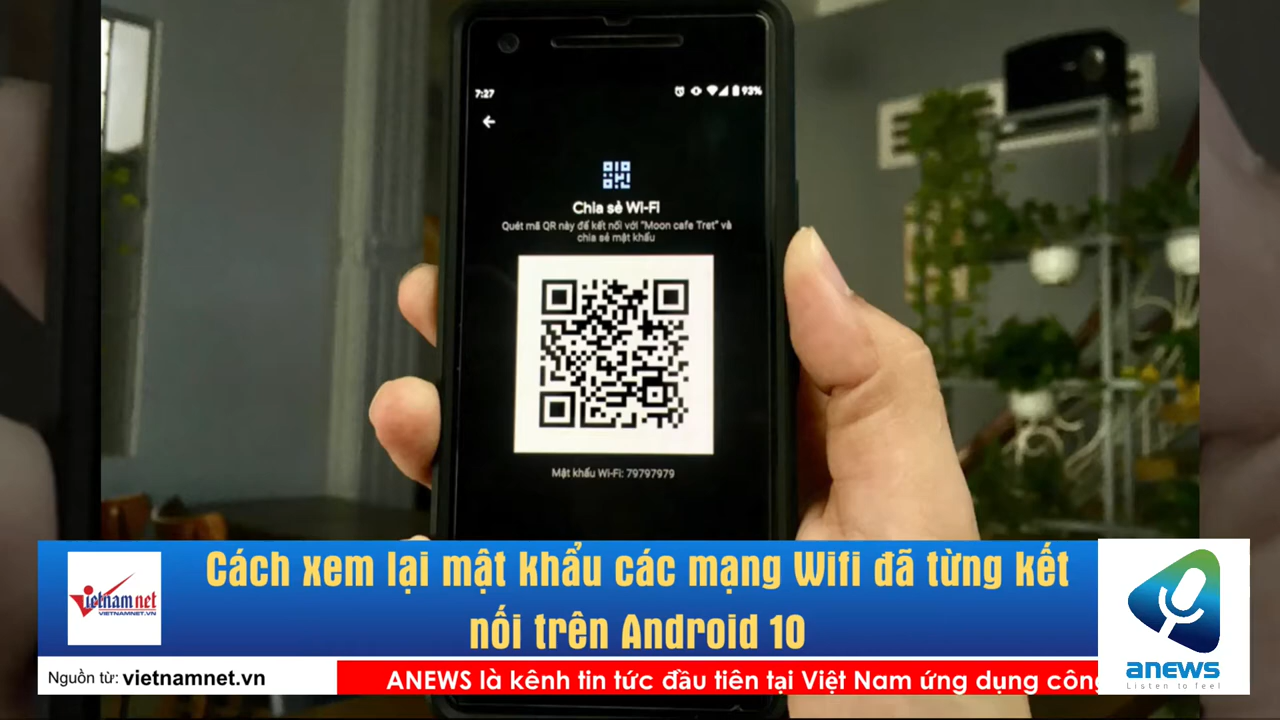 7:27
93%
Chia sẻ Wi-Fi
Quét mã QR này để kết nối với "Moon cafe Tret" và
chia sẻ mật khẩu
Mật khẩu Wi-Fi: 79797979
Cách xem lại mật khẩu các mạng Wifi đã từng kết
nối trên Android 10
Vietnamnet
VIETNAMNET.VN
Nguồn từ: vietnamnet.vn
ANEWS là kênh tin tức đầu tiên tại Việt Nam ứng dụng công
anews
Listen to feel